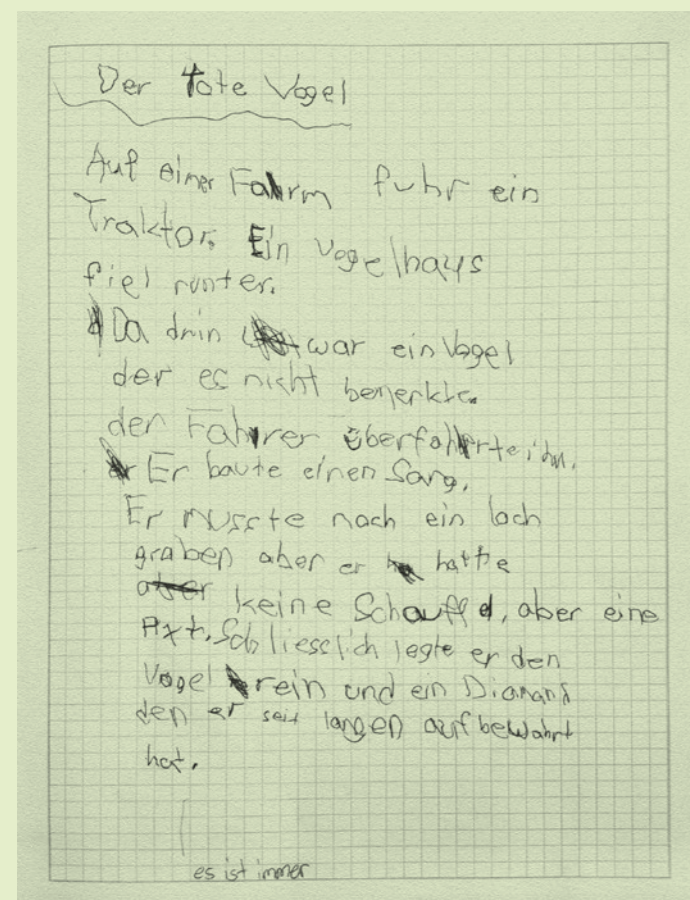 Der tote Vogel
Auf einer Fahrm fuhr ein
Traktor. Ein Vogelhaus
fiel runter.
Da drin war ein Vogel
der es nicht bemerkte.
der Fahrer überfahrte ihn.
Er baute einen Sarg.
Er musste noch ein loch
graben aber er hatte
keine Schauffel, aber eine
Axt. Schliesslich legte er den
Vogel rein und ein Diamant
den er seit langen aufbewahrt
hat.
es ist immer